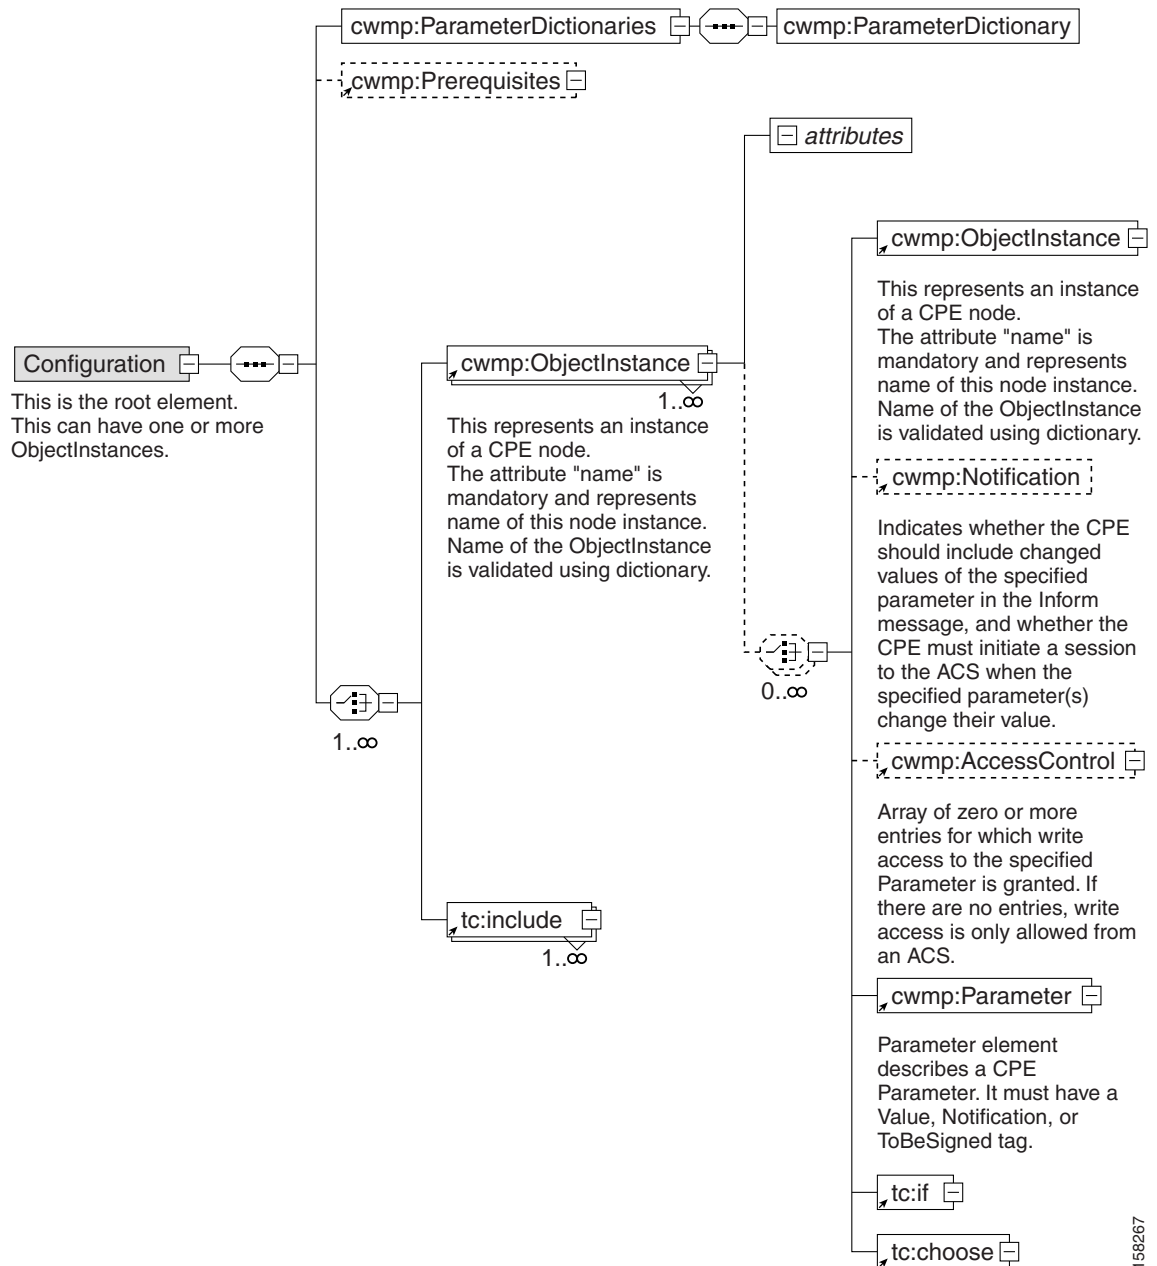 cwmp:ParameterDictionaries
cwmp:ParameterDictionary
cwmp:Prerequisites
attributes
Configuration
This is the root element.
This can have one or more
ObjectInstances.
1..∞
cwmp:ObjectInstance
1..∞
This represents an instance
of a CPE node.
The attribute "name" is
mandatory and represents
name of this node instance.
Name of the ObjectInstance
is validated using dictionary.
tc:include
1..∞
0..∞
cwmp:ObjectInstance
This represents an instance
of a CPE node.
The attribute "name" is
mandatory and represents
name of this node instance.
Name of the ObjectInstance
is validated using dictionary.
cwmp:Notification
Indicates whether the CPE
should include changed
values of the specified
parameter in the Inform
message, and whether the
CPE must initiate a session
to the ACS when the
specified parameter(s)
change their value.
cwmp:AccessControl
Array of zero or more
entries for which write
access to the specified
Parameter is granted. If
there are no entries, write
access is only allowed from
an ACS.
cwmp:Parameter
Parameter element
describes a CPE
Parameter. It must have a
Value, Notification, or
ToBeSigned tag.
tc:if
tc:choose
158267